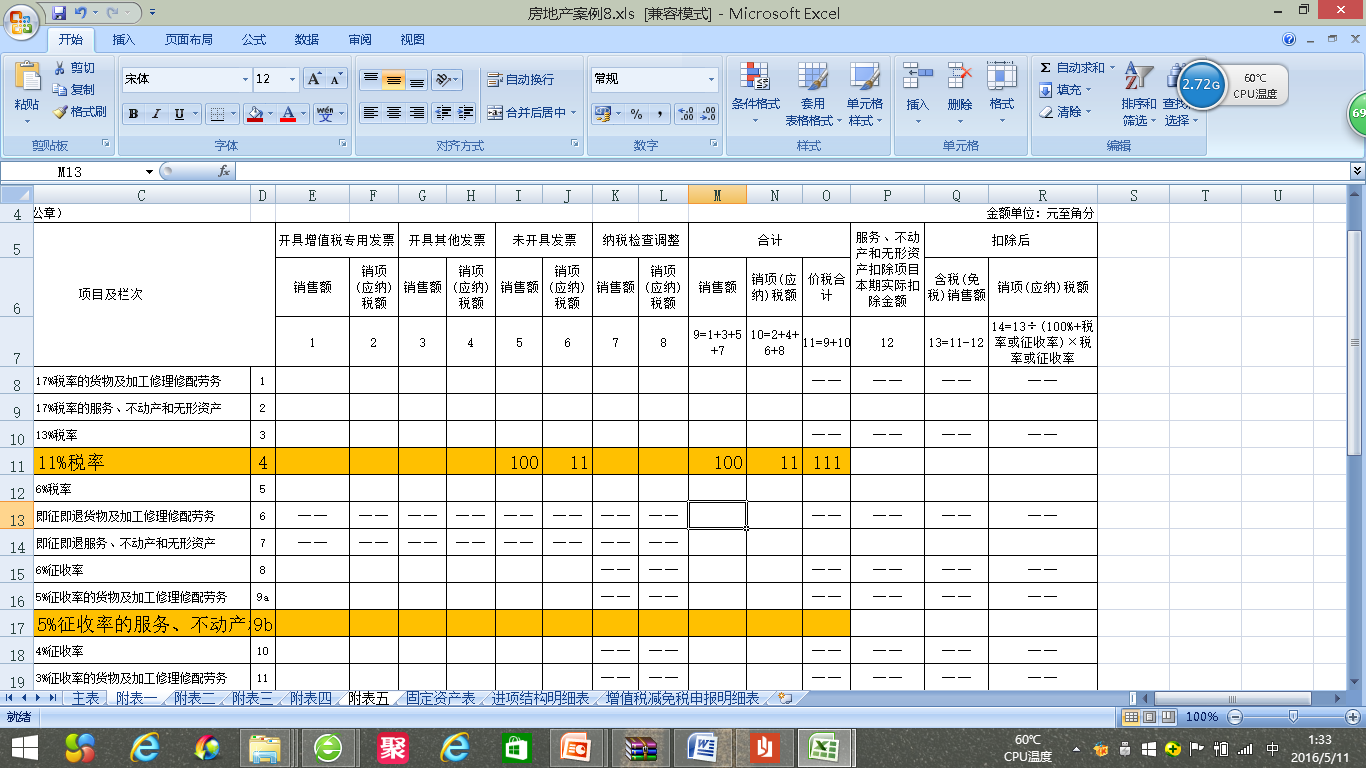 房地产案例8.xls [兼容模式] - Microsoft Excel
开始 插入 页面布局 公式 数据 审阅 视图
粘贴 剪切 复制 格式刷 剪贴板
宋体 12 A A B I U A wén 字体
自动换行 合并后居中 对齐方式
常规 % , .0 .00 数字
条件格式 套用表格格式 单元格样式 样式
插入 删除 格式 单元格
Σ 自动求和 填充 清除 排序和筛选 选择 编辑
2.72G 60℃ CPU温度 69
M13 fx
C D E F G H I J K L M N O P Q R S T U
4 公章） 金额单位：元至角分
5 项目及栏次 开具增值税专用发票 开具其他发票 未开具发票 纳税检查调整 合计 服务、不动产和无形资产扣除项目本期实际扣除金额 扣除后
6 销售额 销项(应纳)税额 销售额 销项(应纳)税额 销售额 销项(应纳)税额 销售额 销项(应纳)税额 销售额 销项(应纳)税额 价税合计 含税(免税)销售额 销项(应纳)税额
7 1 2 3 4 5 6 7 8 9=1+3+5+7 10=2+4+6+8 11=9+10 12 13=11-12 14=13÷(100%+税率或征收率)×税率或征收率
8 17%税率的货物及加工修理修配劳务 1 —— —— —— ——
9 17%税率的服务、不动产和无形资产 2
10 13%税率 3 —— —— —— ——
11 11%税率 4 100 11 100 11 111
12 6%税率 5
13 即征即退货物及加工修理修配劳务 6 —— —— —— —— —— —— —— —— —— —— —— ——
14 即征即退服务、不动产和无形资产 7 —— —— —— —— —— —— —— ——
15 6%征收率 8 —— —— —— —— —— ——
16 5%征收率的货物及加工修理修配劳务 9a —— —— —— —— —— ——
17 5%征收率的服务、不动产 9b
18 4%征收率 10 —— —— —— —— —— ——
19 3%征收率的货物及加工修理修配劳务 11 —— —— —— —— —— ——
主表 附表一 附表二 附表三 附表四 附表五 固定资产表 进项结构明细表 增值税减免税申报明细表
就绪 100%
聚 60℃ CPU温度 中 1:33
2016/5/11